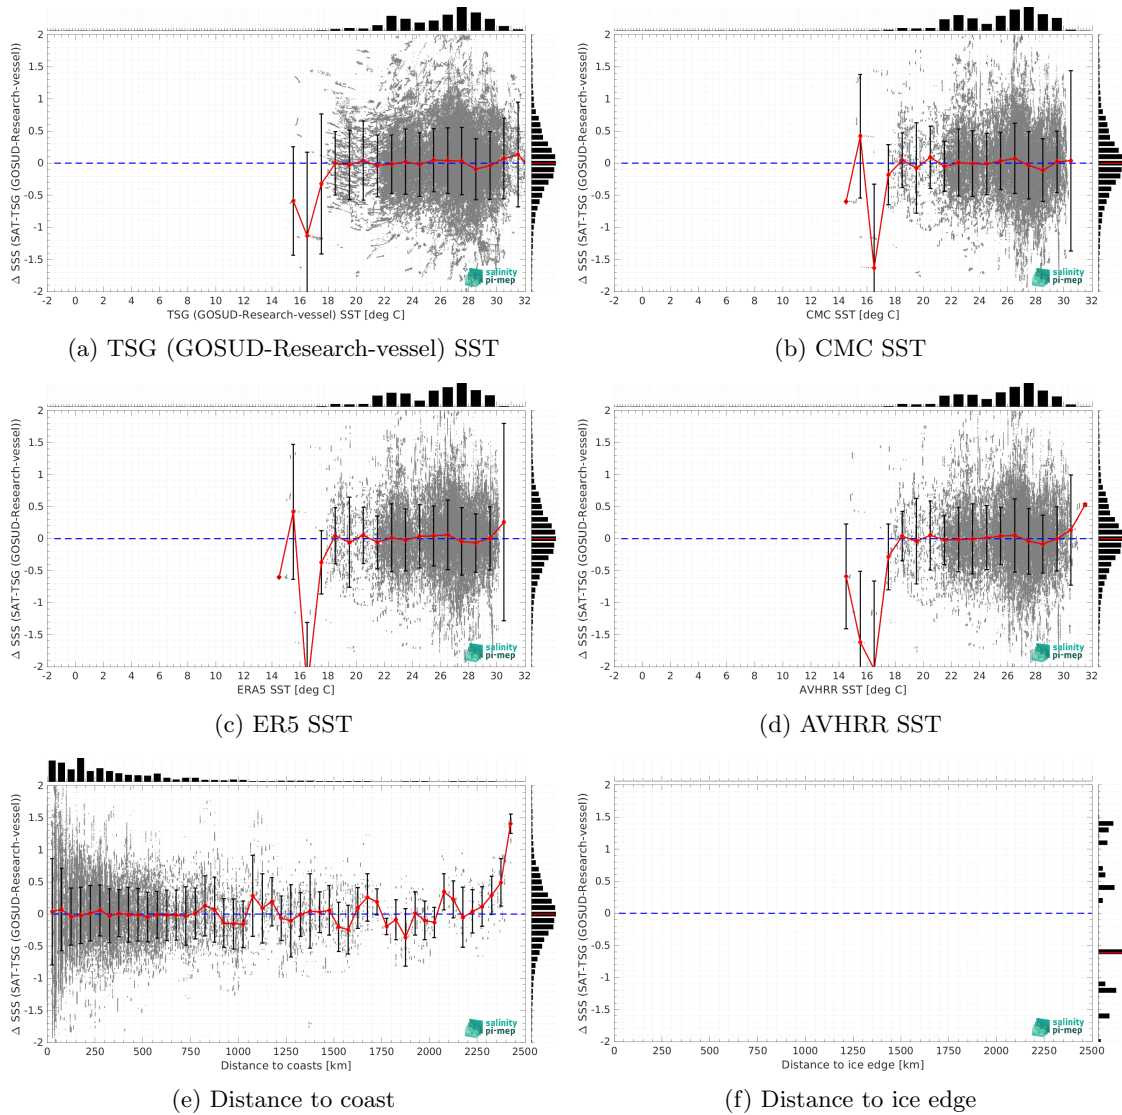 2
1.5
1
0.5
0
-0.5
-1
-1.5
-2
Δ SSS (SAT-TSG (GOSUD-Research-vessel))
-2 0 2 4 6 8 10 12 14 16 18 20 22 24 26 28 30 32
TSG (GOSUD-Research-vessel) SST [deg C]
salinity
pi-mep
(a) TSG (GOSUD-Research-vessel) SST
2
1.5
1
0.5
0
-0.5
-1
-1.5
-2
Δ SSS (SAT-TSG (GOSUD-Research-vessel))
-2 0 2 4 6 8 10 12 14 16 18 20 22 24 26 28 30 32
CMC SST [deg C]
salinity
pi-mep
(b) CMC SST
2
1.5
1
0.5
0
-0.5
-1
-1.5
-2
Δ SSS (SAT-TSG (GOSUD-Research-vessel))
-2 0 2 4 6 8 10 12 14 16 18 20 22 24 26 28 30 32
ERA5 SST [deg C]
salinity
pi-mep
(c) ER5 SST
2
1.5
1
0.5
0
-0.5
-1
-1.5
-2
Δ SSS (SAT-TSG (GOSUD-Research-vessel))
-2 0 2 4 6 8 10 12 14 16 18 20 22 24 26 28 30 32
AVHRR SST [deg C]
salinity
pi-mep
(d) AVHRR SST
2
1.5
1
0.5
0
-0.5
-1
-1.5
-2
Δ SSS (SAT-TSG (GOSUD-Research-vessel))
0 250 500 750 1000 1250 1500 1750 2000 2250 2500
Distance to coasts [km]
salinity
pi-mep
(e) Distance to coast
2
1.5
1
0.5
0
-0.5
-1
-1.5
-2
Δ SSS (SAT-TSG (GOSUD-Research-vessel))
0 250 500 750 1000 1250 1500 1750 2000 2250 2500
Distance to ice edge [km]
salinity
pi-mep
(f) Distance to ice edge